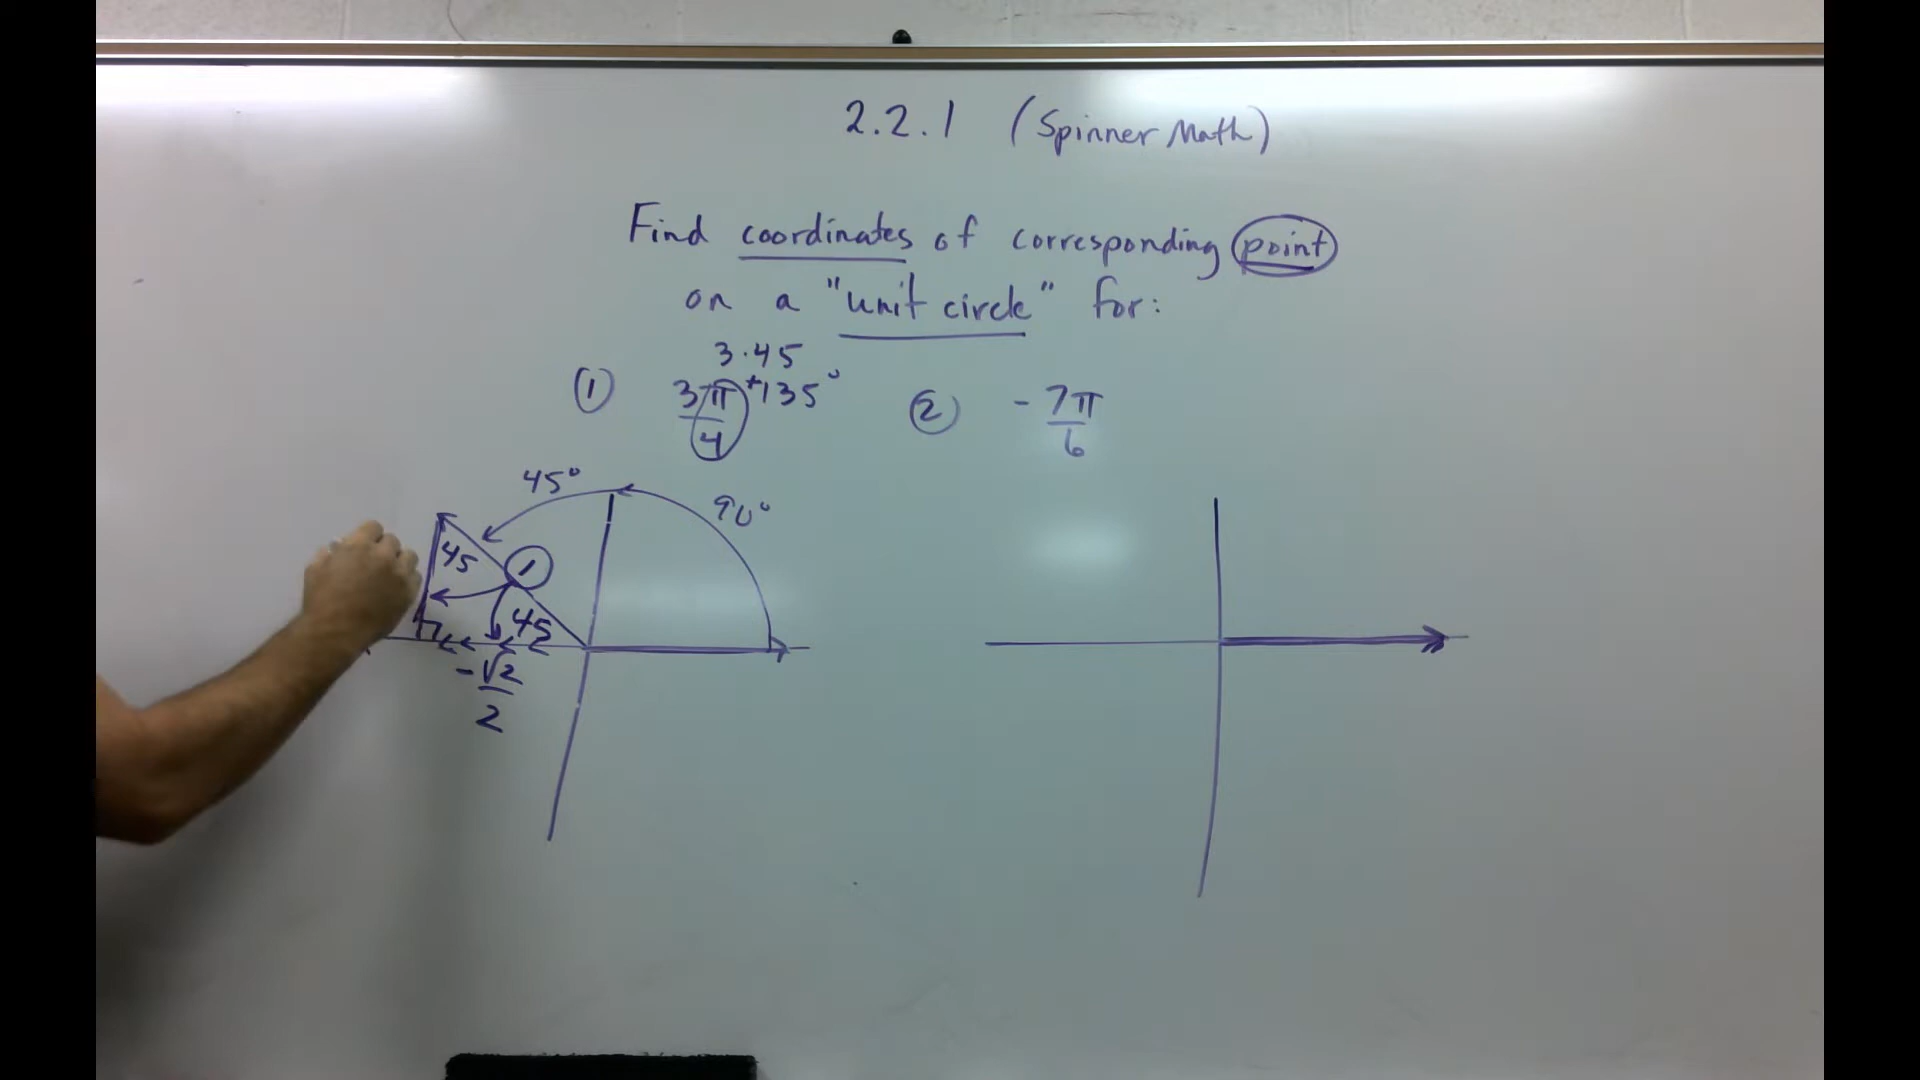 2.2.1 (Spinner Math)
Find coordinates of corresponding point
on a "unit circle" for:
3·45
① 3π/4 +135° ② -7π/6
45° 90°
45 1
45
-√2/2